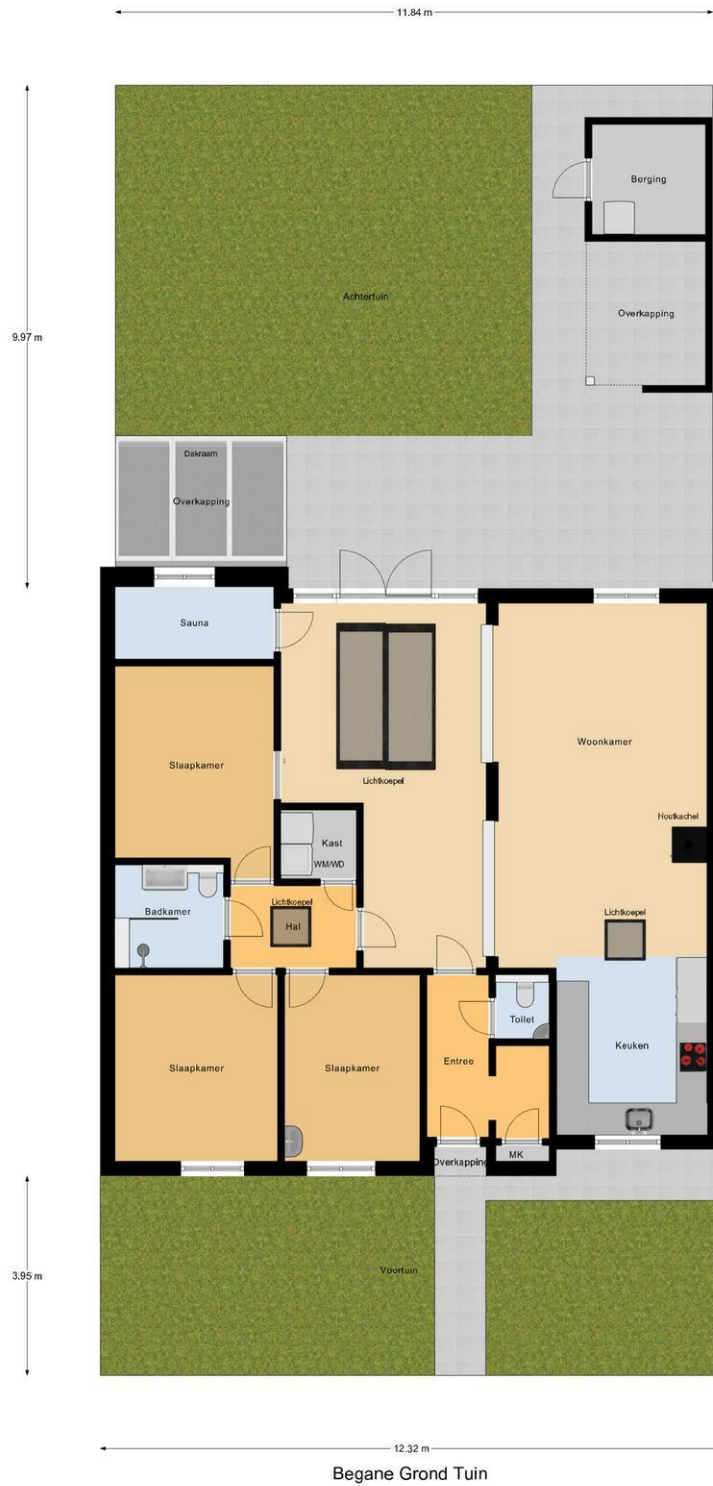 11.84 m
Berging
Achtertuin
Overkapping
9.97 m
Dakraam
Overkapping
Sauna
Woonkamer
Slaapkamer
Lichtkoepel
Houtkachel
Kast
WM/WD
Lichtkoepel
Badkamer
Lichtkoepel
Hal
Toilet
Keuken
Entree
Slaapkamer
Slaapkamer
MK
Overkapping
Voortuin
3.95 m
12.32 m
Begane Grond Tuin